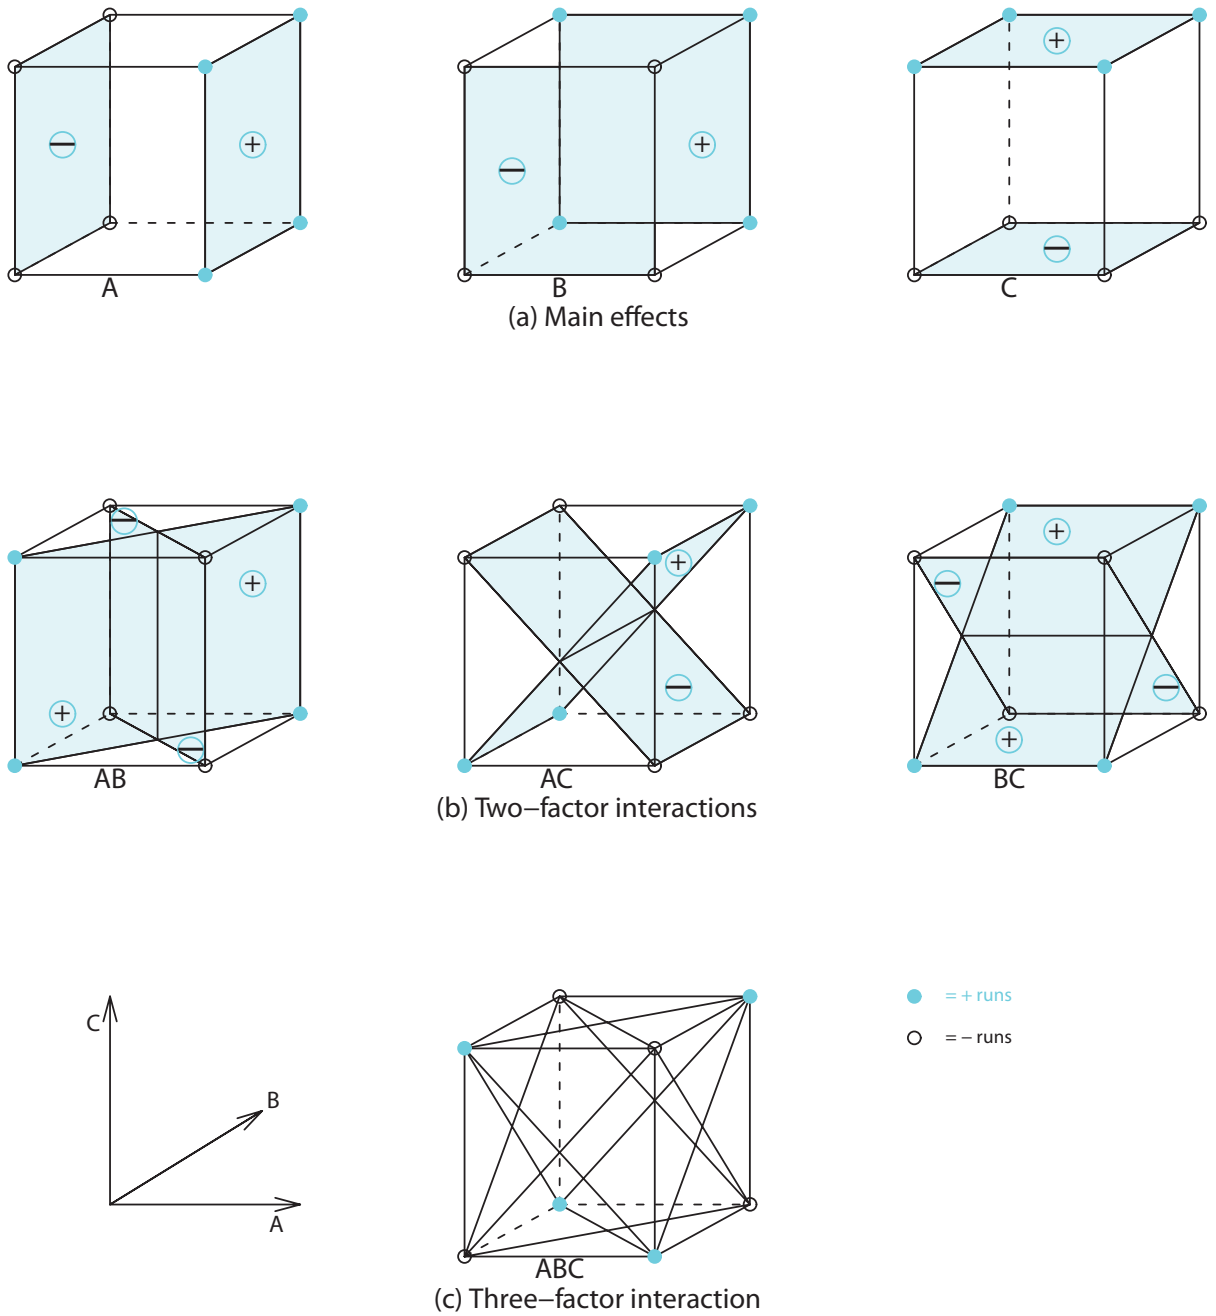 A
B
C
(a) Main effects
AB
AC
BC
(b) Two−factor interactions
C
B
A
ABC
= + runs
= − runs
(c) Three−factor interaction